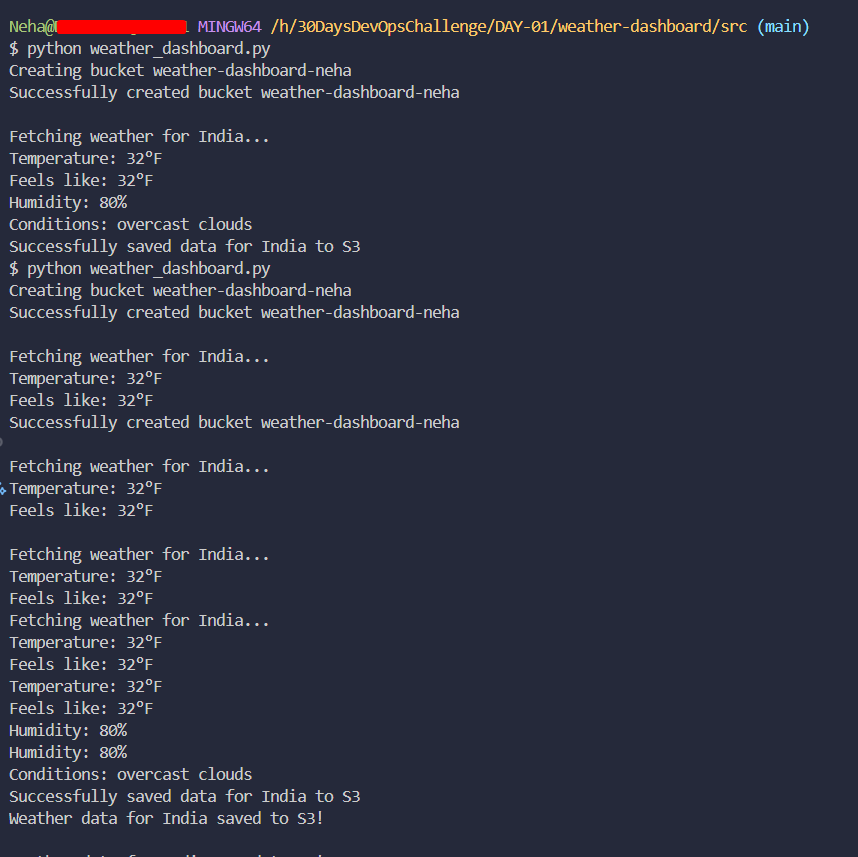 Neha@ MINGW64 /h/30DaysDevOpsChallenge/DAY-01/weather-dashboard/src (main)
$ python weather_dashboard.py
Creating bucket weather-dashboard-neha
Successfully created bucket weather-dashboard-neha
Fetching weather for India...
Temperature: 32°F
Feels like: 32°F
Humidity: 80%
Conditions: overcast clouds
Successfully saved data for India to S3
$ python weather_dashboard.py
Creating bucket weather-dashboard-neha
Successfully created bucket weather-dashboard-neha
Fetching weather for India...
Temperature: 32°F
Feels like: 32°F
Successfully created bucket weather-dashboard-neha
Fetching weather for India...
Temperature: 32°F
Feels like: 32°F
Fetching weather for India...
Temperature: 32°F
Feels like: 32°F
Fetching weather for India...
Temperature: 32°F
Feels like: 32°F
Temperature: 32°F
Feels like: 32°F
Humidity: 80%
Humidity: 80%
Conditions: overcast clouds
Successfully saved data for India to S3
Weather data for India saved to S3!